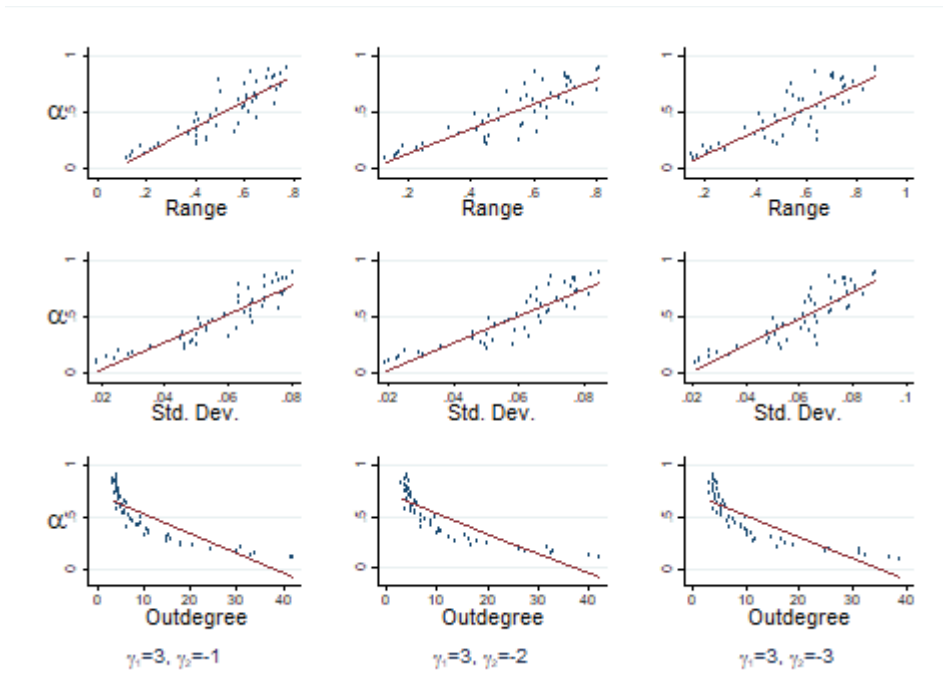 1 1 1
α .5 .5 .5
0 0 0
0 .2 .4 .6 .8 .2 .4 .6 .8 .2 .4 .6 .8 1
Range Range Range
1 1 1
α .5 .5 .5
0 0 0
.02 .04 .06 .08 .02 .04 .06 .08 .02 .04 .06 .08 .1
Std. Dev. Std. Dev. Std. Dev.
1 1 1
α .5 .5 .5
0 0 0
0 10 20 30 40 0 10 20 30 40 0 10 20 30 40
Outdegree Outdegree Outdegree
γ₁=3, γ₂=-1 γ₁=3, γ₂=-2 γ₁=3, γ₂=-3